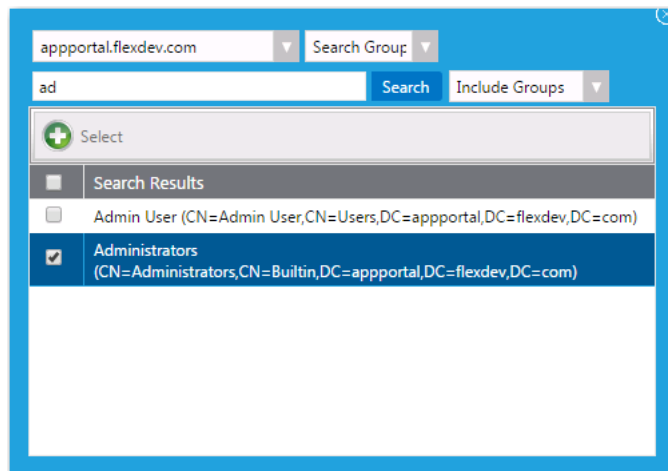 appportal.flexdev.com Search Group
ad Search Include Groups
Select
Search Results
Admin User (CN=Admin User,CN=Users,DC=appportal,DC=flexdev,DC=com)
Administrators
(CN=Administrators,CN=Builtin,DC=appportal,DC=flexdev,DC=com)